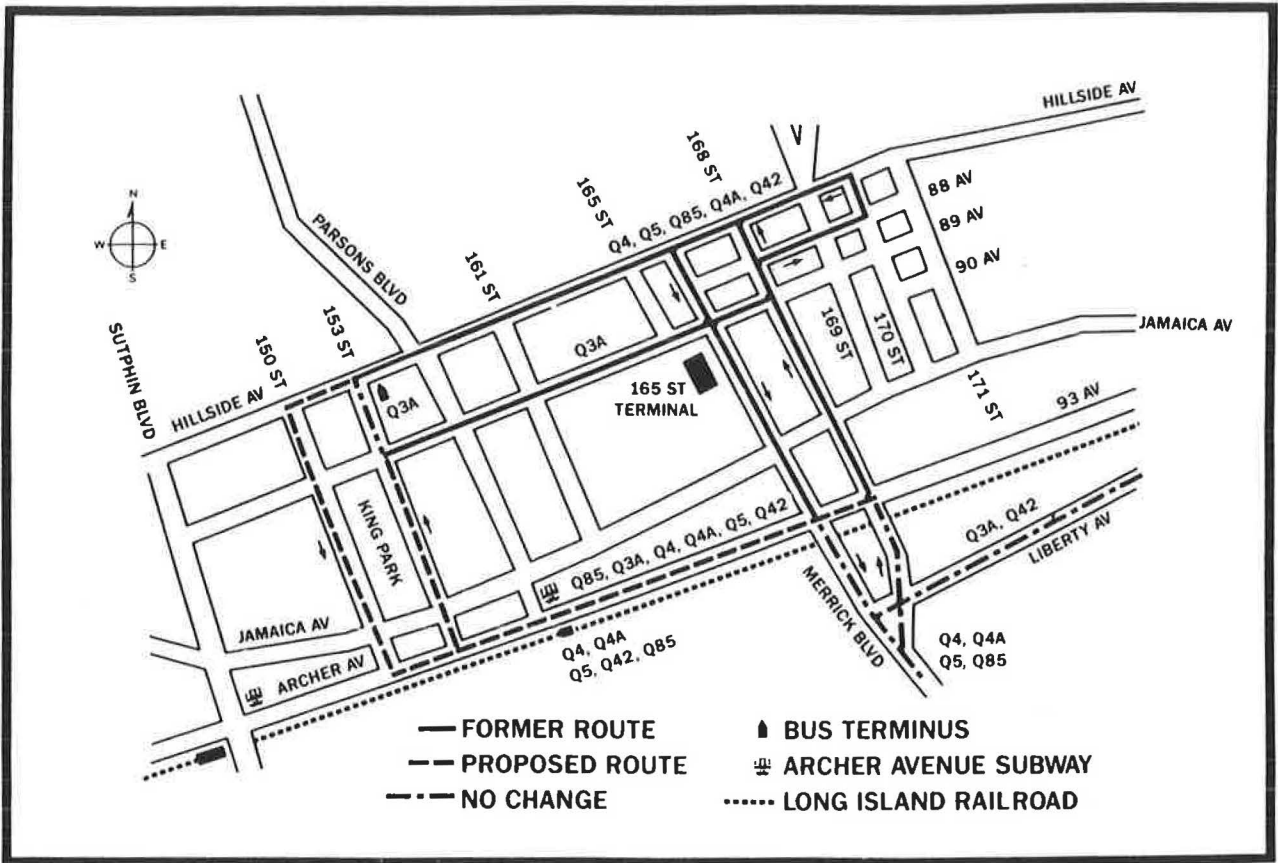 HILLSIDE AV
168 ST
88 AV
165 ST
Q4, Q5, Q85, Q4A, Q42
89 AV
N
W E
S
PARSONS BLVD
161 ST
90 AV
153 ST
SUTPHIN BLVD
150 ST
Q3A
169 ST
170 ST
JAMAICA AV
165 ST
TERMINAL
171 ST
93 AV
HILLSIDE AV
Q3A
KING PARK
Q85, Q3A, Q4, Q4A, Q5, Q42
Q3A, Q42
LIBERTY AV
MERRICK BLVD
JAMAICA AV
ARCHER AV
Q4, Q4A
Q5, Q42, Q85
Q4, Q4A
Q5, Q85
FORMER ROUTE
PROPOSED ROUTE
NO CHANGE
BUS TERMINUS
ARCHER AVENUE SUBWAY
LONG ISLAND RAILROAD